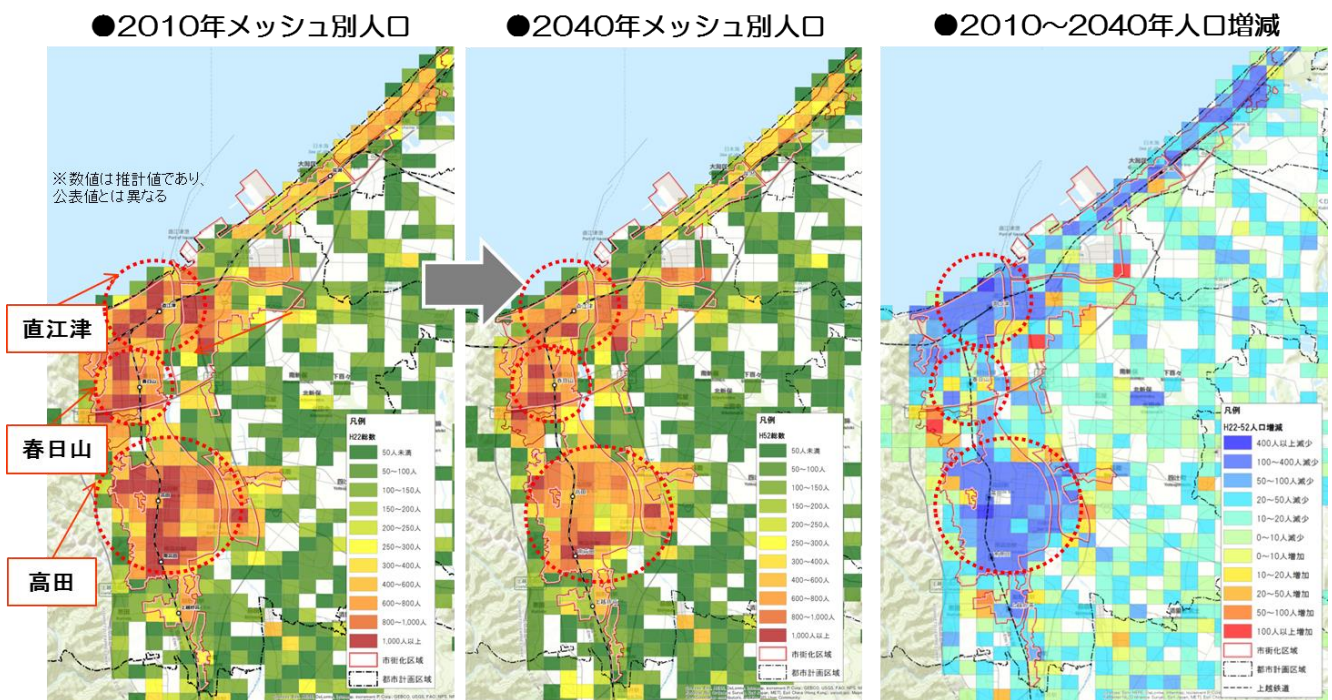 ●2010年メッシュ別人口
●2040年メッシュ別人口
●2010～2040年人口増減
※数値は推計値であり、
公表値とは異なる
直江津
春日山
高田
凡例
H22総数
50人未満
50～100人
100～150人
150～200人
200～250人
250～300人
300～400人
400～600人
600～800人
800～1,000人
1,000人以上
市街化区域
都市計画区域
凡例
H52総数
50人未満
50～100人
100～150人
150～200人
200～250人
250～300人
300～400人
400～600人
600～800人
800～1,000人
1,000人以上
市街化区域
都市計画区域
凡例
H22-52人口増減
400人以上減少
100～400人減少
50～100人減少
20～50人減少
10～20人減少
0～10人減少
0～10人増加
10～20人増加
20～50人増加
50～100人増加
100人以上増加
市街化区域
都市計画区域
上越鉄道